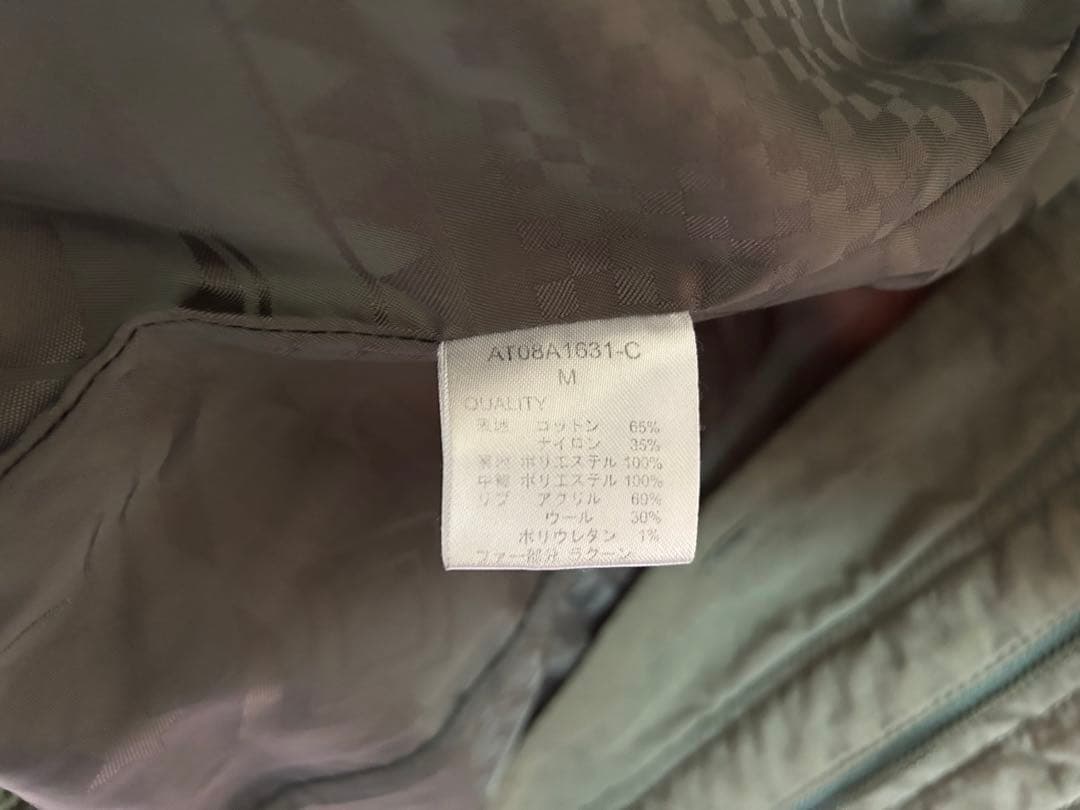 AT08A1631-C
M
QUALITY
表地 コットン 65%
ナイロン 35%
裏地 ポリエステル 100%
中綿 ポリエステル 100%
リブ アクリル 69%
ウール 30%
ポリウレタン 1%
ファー部分 ラクーン